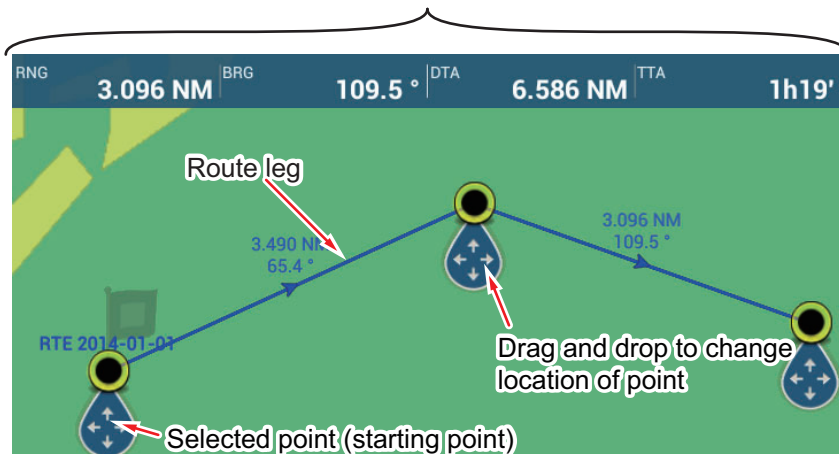 RNG 3.096 NM BRG 109.5 ° DTA 6.586 NM TTA 1h19'
Route leg
3.490 NM
65.4 °
3.096 NM
109.5 °
RTE 2014-01-01
Drag and drop to change
location of point
Selected point (starting point)